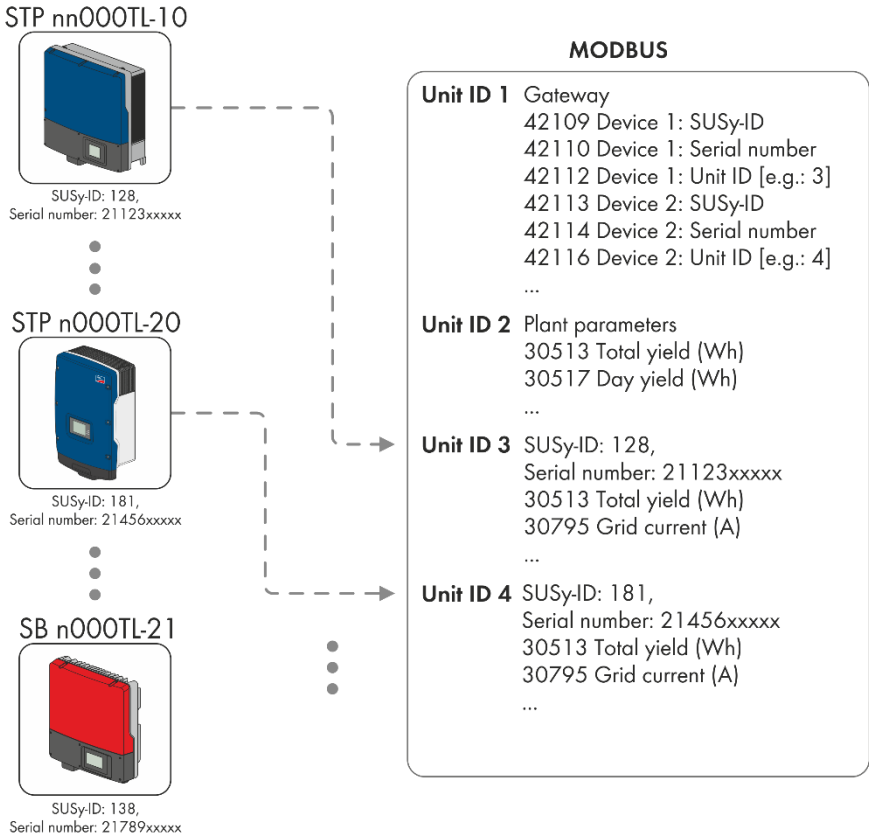 STP nn000TL-10
SUSy-ID: 128,
Serial number: 21123xxxxx
STP n000TL-20
SUSy-ID: 181,
Serial number: 21456xxxxx
SB n000TL-21
SUSy-ID: 138,
Serial number: 21789xxxxx
MODBUS
Unit ID 1 Gateway
42109 Device 1: SUSy-ID
42110 Device 1: Serial number
42112 Device 1: Unit ID [e.g.: 3]
42113 Device 2: SUSy-ID
42114 Device 2: Serial number
42116 Device 2: Unit ID [e.g.: 4]
...
Unit ID 2 Plant parameters
30513 Total yield (Wh)
30517 Day yield (Wh)
...
Unit ID 3 SUSy-ID: 128,
Serial number: 21123xxxxx
30513 Total yield (Wh)
30795 Grid current (A)
...
Unit ID 4 SUSy-ID: 181,
Serial number: 21456xxxxx
30513 Total yield (Wh)
30795 Grid current (A)
...